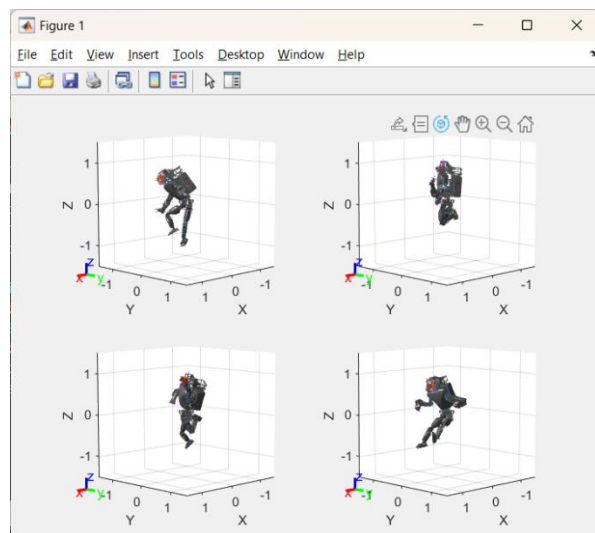 Figure 1
File Edit View Insert Tools Desktop Window Help
1 1
Z 0 Z 0
-1 -1
z z
x y -1 0 1 1 0 -1 x y -1 0 1 1 0 -1
Y X Y X
1 1
Z 0 Z 0
-1 -1
z z
x y -1 0 1 1 0 -1 x y -1 0 1 1 0 -1
Y X Y X